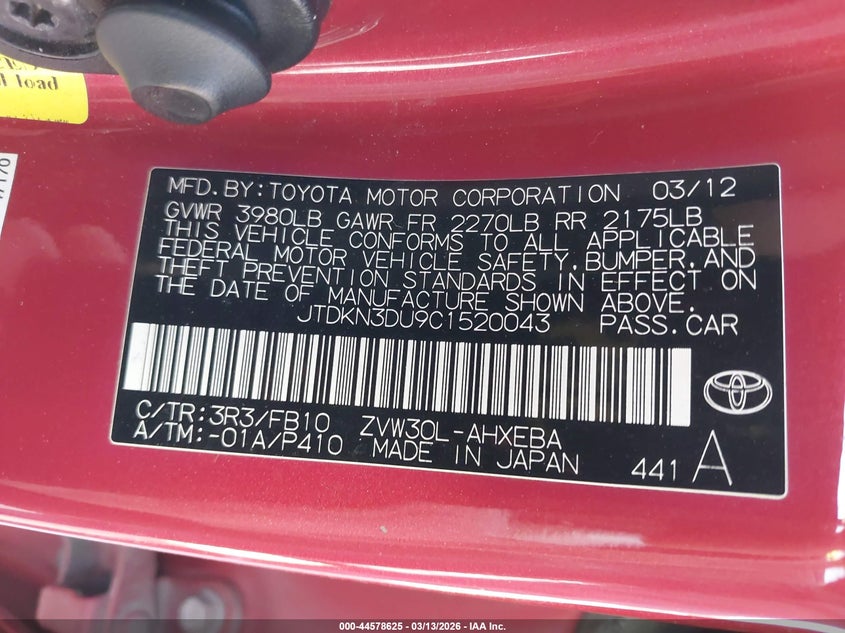 l load
MFD.BY:TOYOTA MOTOR CORPORATION 03/12
GVWR 3980LB GAWR FR 2270LB RR 2175LB
THIS VEHICLE CONFORMS TO ALL APPLICABLE
FEDERAL MOTOR VEHICLE SAFETY,BUMPER,AND
THEFT PREVENTION STANDARDS IN EFFECT ON
THE DATE OF MANUFACTURE SHOWN ABOVE.
JTDKN3DU9C1520043 PASS.CAR
C/TR:3R3/FB10 ZVW30L-AHXEBA
A/TM:-01A/P410 MADE IN JAPAN 441 A
000-44578625 - 03/13/2026 - IAA Inc.